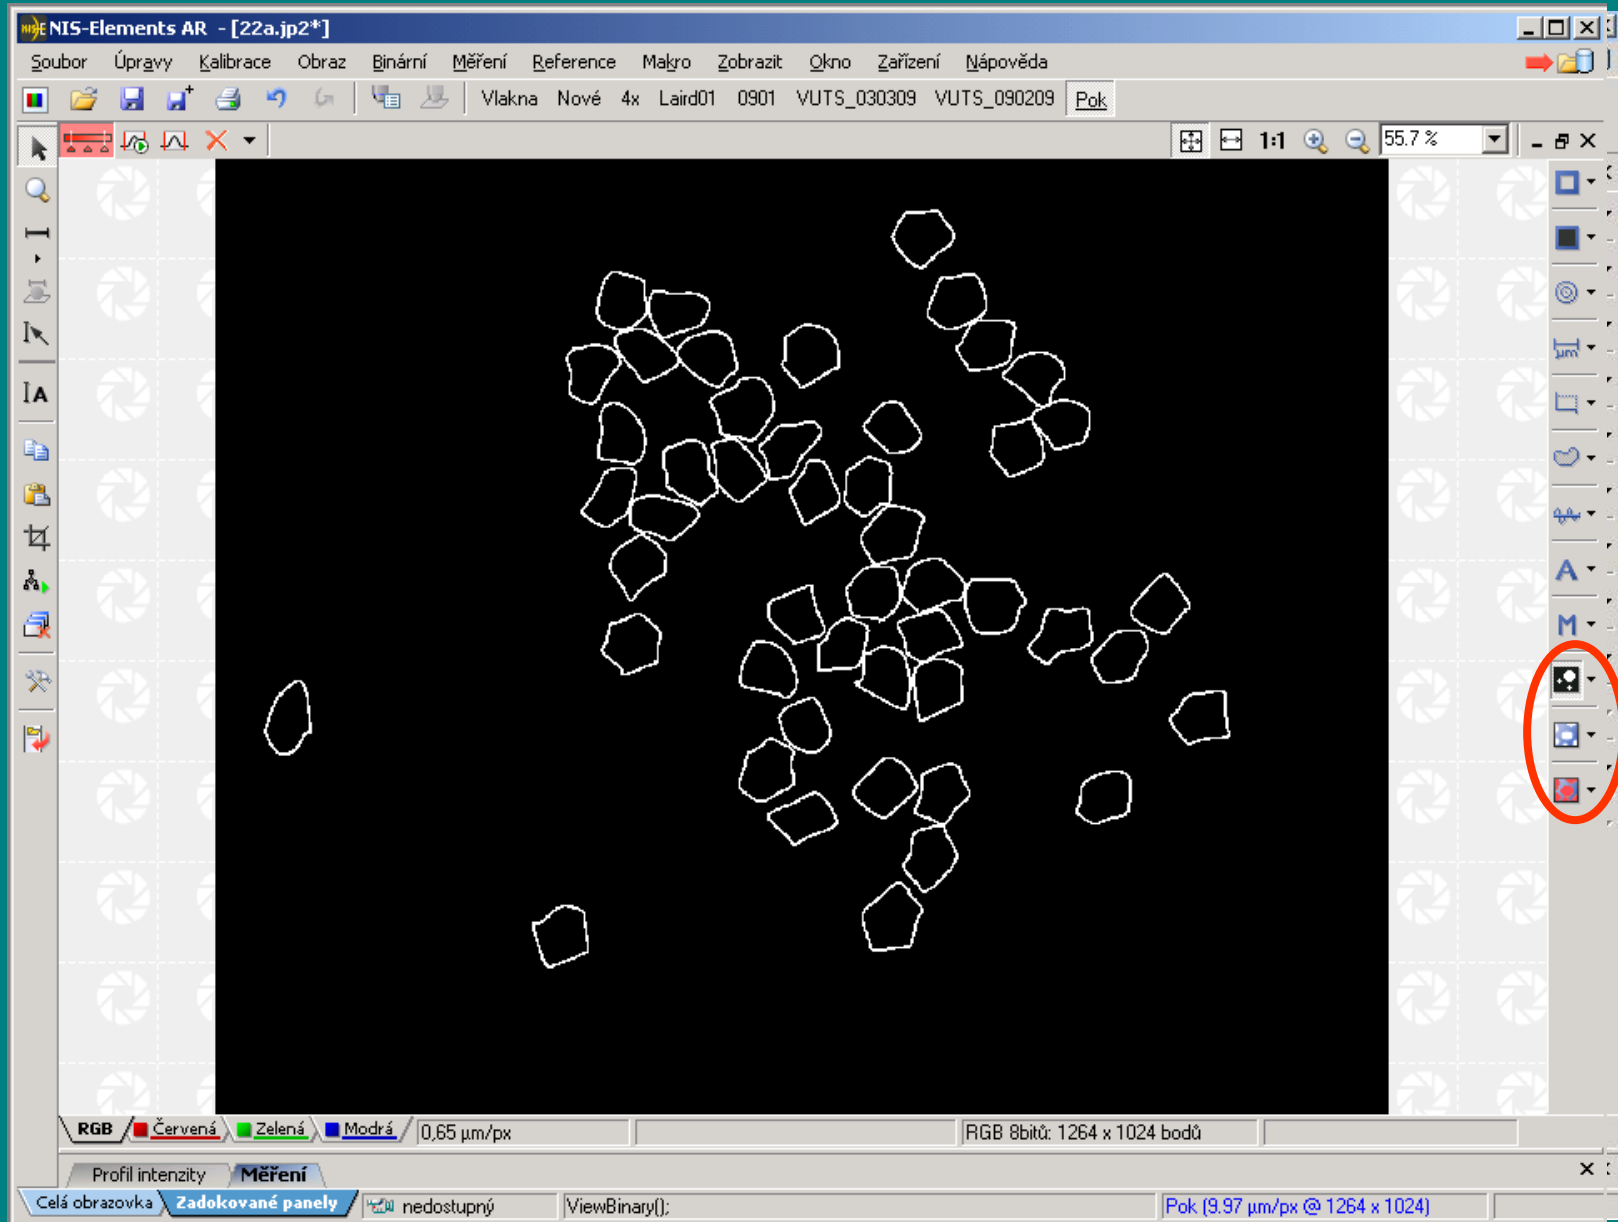 NIS-Elements AR - [22a.jp2*]
Soubor Úpravy Kalibrace Obraz Binární Měření Reference Makro Zobrazit Okno Zařízení Nápověda
Vlakna Nové 4x Laird01 0901 VUTS_030309 VUTS_090209 Pok
1:1 55.7 %
A
µm
A
M
RGB Červená Zelená Modrá 0,65 µm/px RGB 8bitů: 1264 x 1024 bodů
Profil intenzity Měření
Celá obrazovka Zadokované panely nedostupný ViewBinary(); Pok (9.97 µm/px @ 1264 x 1024)